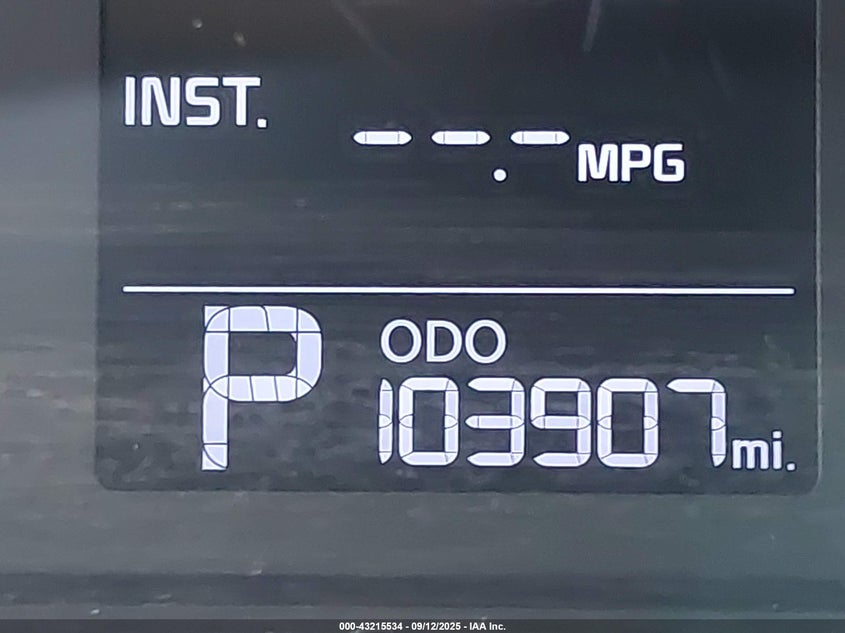 INST.
--.- MPG
P ODO
103907 mi.
000-43215534 - 09/12/2025 - IAA Inc.